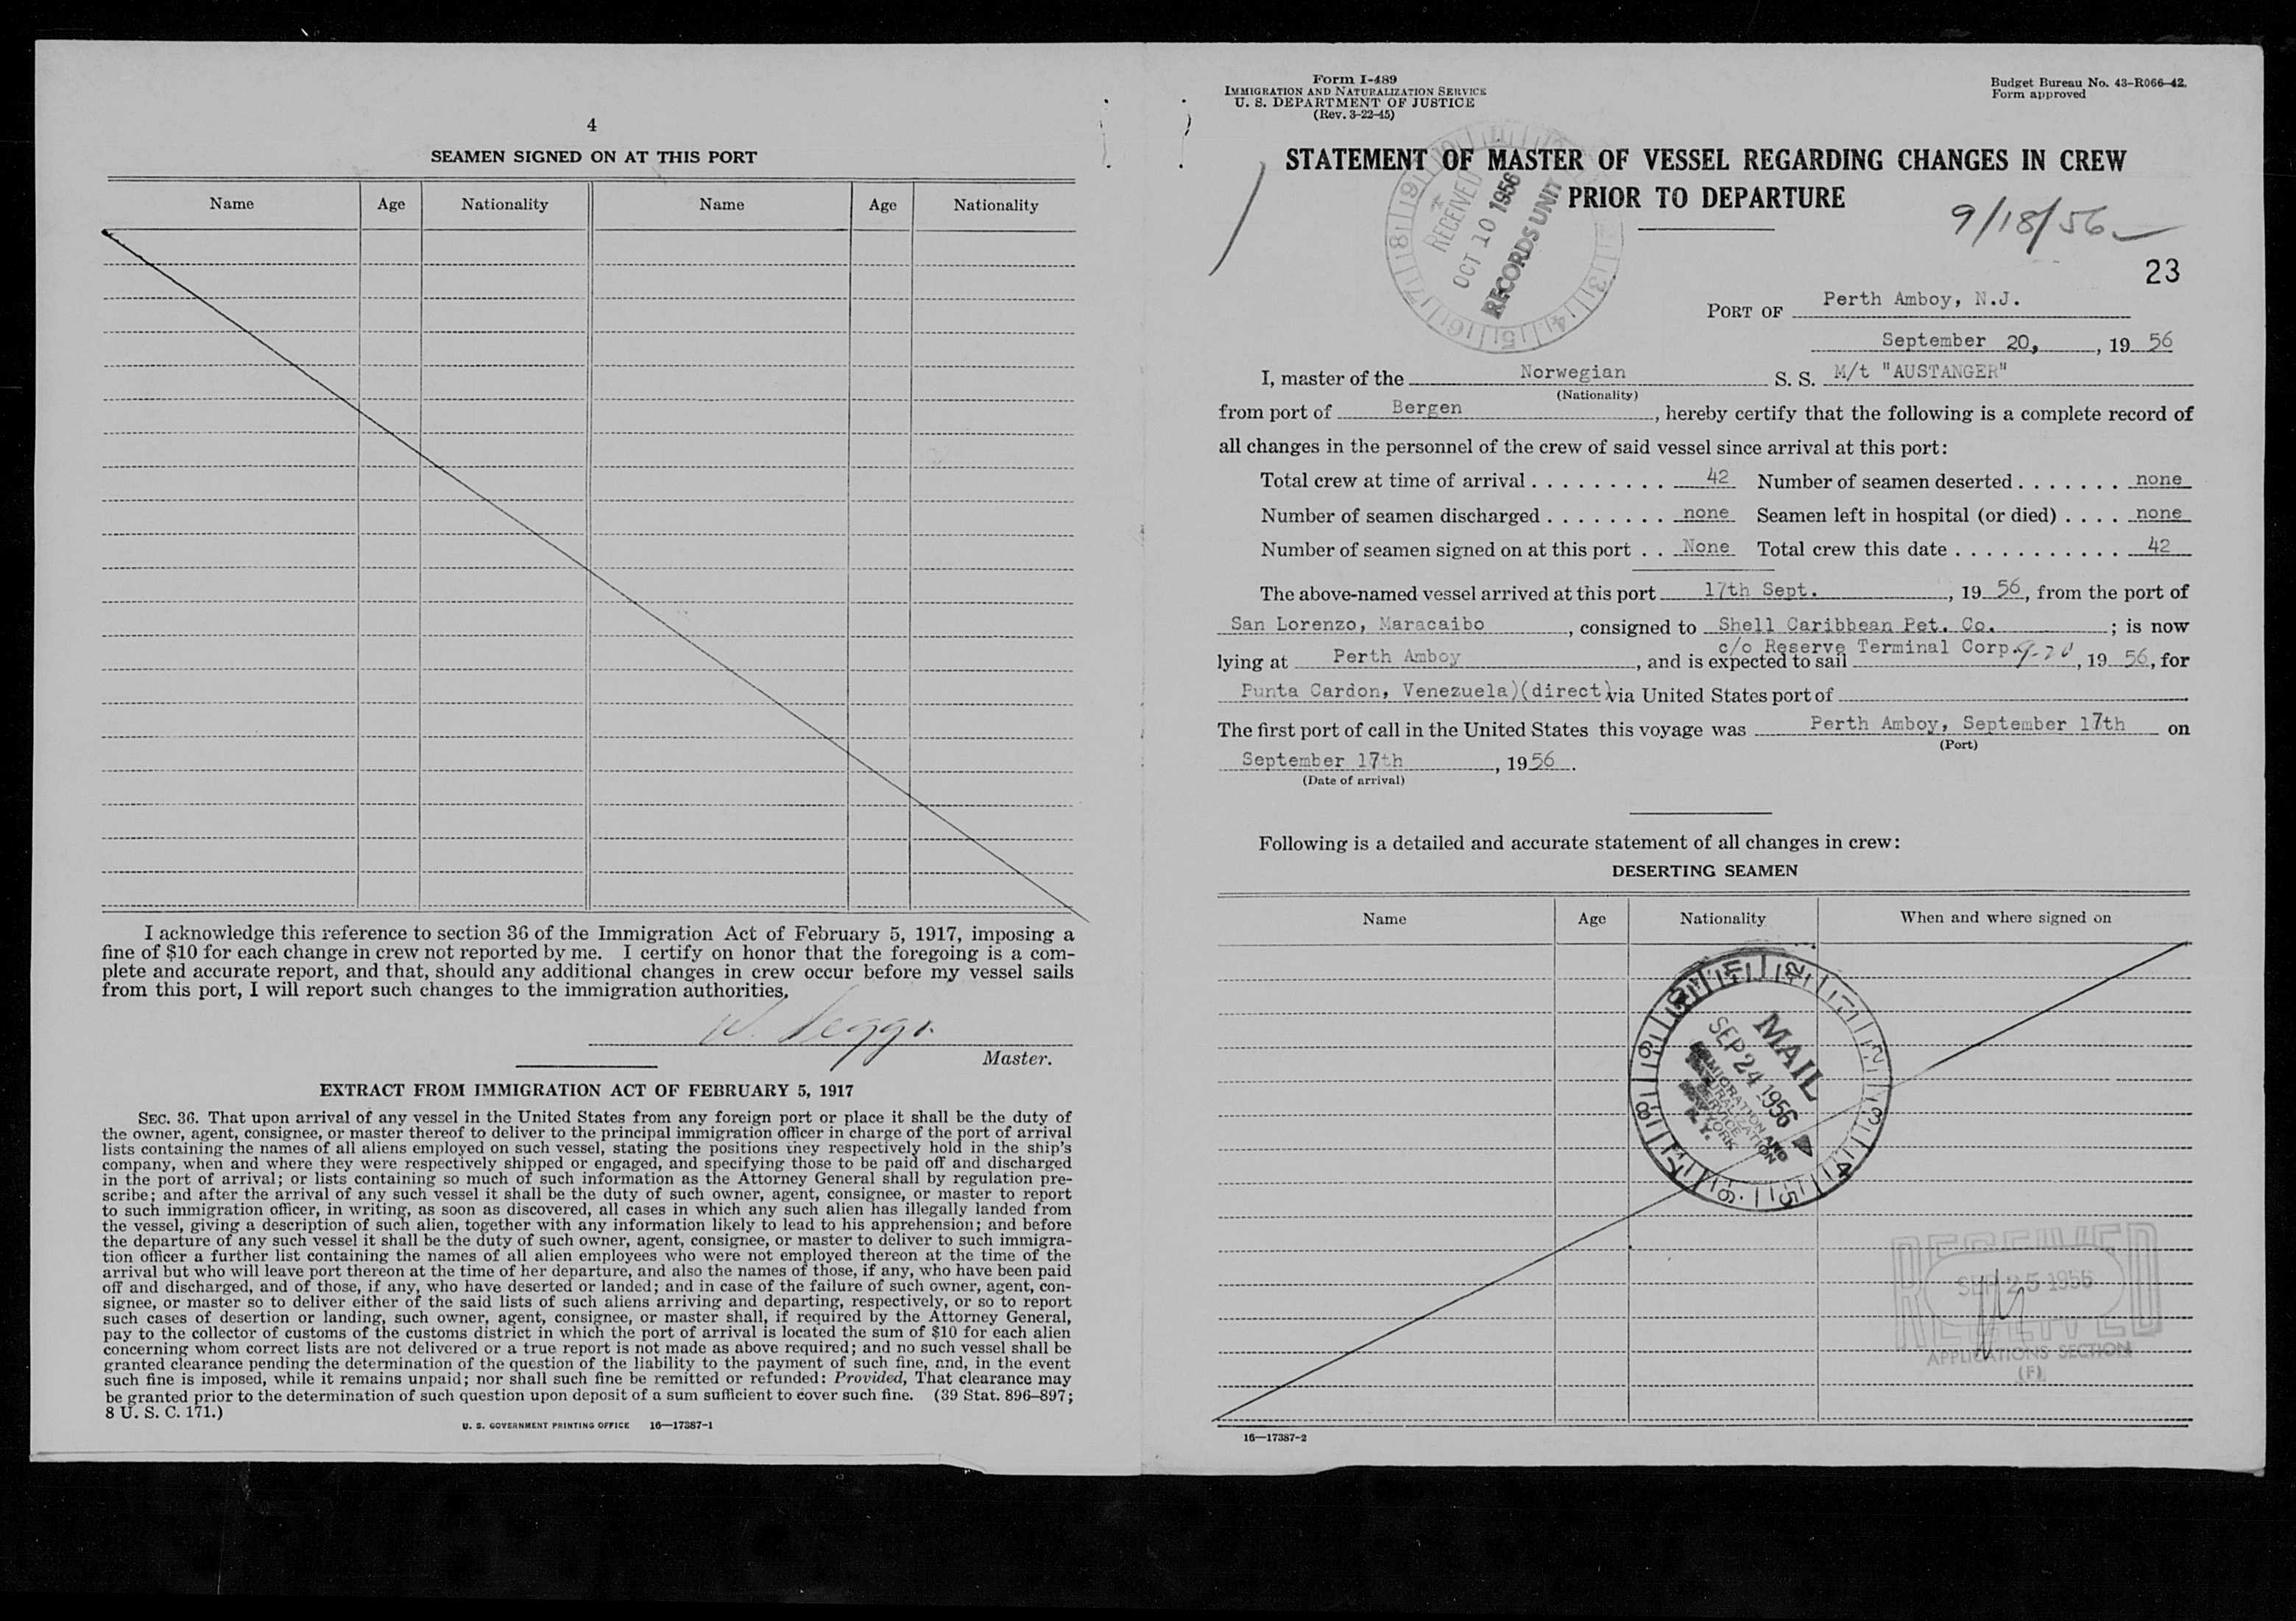 4
SEAMEN SIGNED ON AT THIS PORT
Name Age Nationality Name Age Nationality
I acknowledge this reference to section 36 of the Immigration Act of February 5, 1917, imposing a
fine of $10 for each change in crew not reported by me. I certify on honor that the foregoing is a com-
plete and accurate report, and that, should any additional changes in crew occur before my vessel sails
from this port, I will report such changes to the immigration authorities.
Master.
EXTRACT FROM IMMIGRATION ACT OF FEBRUARY 5, 1917
SEC. 36. That upon arrival of any vessel in the United States from any foreign port or place it shall be the duty of
the owner, agent, consignee, or master thereof to deliver to the principal immigration officer in charge of the port of arrival
lists containing the names of all aliens employed on such vessel, stating the positions they respectively hold in the ship's
company, when and where they were respectively shipped or engaged, and specifying those to be paid off and discharged
in the port of arrival; or lists containing so much of such information as the Attorney General shall by regulation pre-
scribe; and after the arrival of any such vessel it shall be the duty of such owner, agent, consignee, or master to report
to such immigration officer, in writing, as soon as discovered, all cases in which any such alien has illegally landed from
the vessel, giving a description of such alien, together with any information likely to lead to his apprehension; and before
the departure of any such vessel it shall be the duty of such owner, agent, consignee, or master to deliver to such immigra-
tion officer a further list containing the names of all alien employees who were not employed thereon at the time of the
arrival but who will leave port thereon at the time of her departure, and also the names of those, if any, who have been paid
off and discharged, and of those, if any, who have deserted or landed; and in case of the failure of such owner, agent, con-
signee, or master so to deliver either of the said lists of such aliens arriving and departing, respectively, or so to report
such cases of desertion or landing, such owner, agent, consignee, or master shall, if required by the Attorney General,
pay to the collector of customs of the customs district in which the port of arrival is located the sum of $10 for each alien
concerning whom correct lists are not delivered or a true report is not made as above required; and no such vessel shall be
granted clearance pending the determination of the question of the liability to the payment of such fine, and, in the event
such fine is imposed, while it remains unpaid; nor shall such fine be remitted or refunded: Provided, That clearance may
be granted prior to the determination of such question upon deposit of a sum sufficient to cover such fine. (39 Stat. 896–897;
8 U. S. C. 171.)
U. S. GOVERNMENT PRINTING OFFICE 16—17387-1
Form I-489
IMMIGRATION AND NATURALIZATION SERVICE
U. S. DEPARTMENT OF JUSTICE
(Rev. 3-22-45)
Budget Bureau No. 43-R066-42.
Form approved
STATEMENT OF MASTER OF VESSEL REGARDING CHANGES IN CREW
PRIOR TO DEPARTURE
RECEIVED
OCT 10 1956
RECORDS UNIT
9/18/56
23
PORT OF Perth Amboy, N.J.
September 20, , 19 56
I, master of the Norwegian S. S. M/t "AUSTANGER"
(Nationality)
from port of Bergen , hereby certify that the following is a complete record of
all changes in the personnel of the crew of said vessel since arrival at this port:
Total crew at time of arrival . . . . . . . . . 42 Number of seamen deserted . . . . . . . none
Number of seamen discharged . . . . . . . . none Seamen left in hospital (or died) . . . . none
Number of seamen signed on at this port . . None Total crew this date . . . . . . . . . . . 42
The above-named vessel arrived at this port 17th Sept. , 19 56, from the port of
San Lorenzo, Maracaibo , consigned to Shell Caribbean Pet. Co. ; is now
c/o Reserve Terminal Corp.
lying at Perth Amboy , and is expected to sail 9-20 , 19 56, for
Punta Cardon, Venezuela)(direct) via United States port of
The first port of call in the United States this voyage was Perth Amboy, September 17th on
(Port)
September 17th , 1956 .
(Date of arrival)
Following is a detailed and accurate statement of all changes in crew:
DESERTING SEAMEN
Name Age Nationality When and where signed on
MAIL
SEP 24 1956
IMMIGRATION AND
NATURALIZATION
SERVICE
NEW YORK
N. Y.
RECEIVED
SEP 25 1956
APPLICATIONS SECTION
(F)
16—17387-2